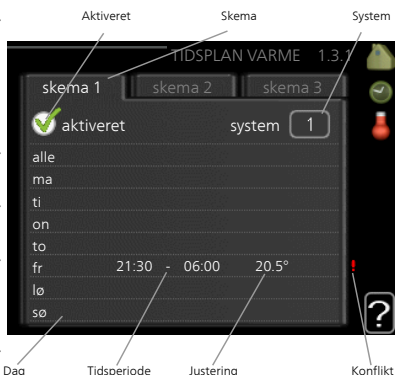 Aktiveret Skema System
TIDSPLAN VARME 1.3.1
skema 1 skema 2 skema 3
aktiveret system 1
alle
ma
ti
on
to
fr 21:30 - 06:00 20.5° !
lø
sø
?
Dag Tidsperiode Justering Konflikt